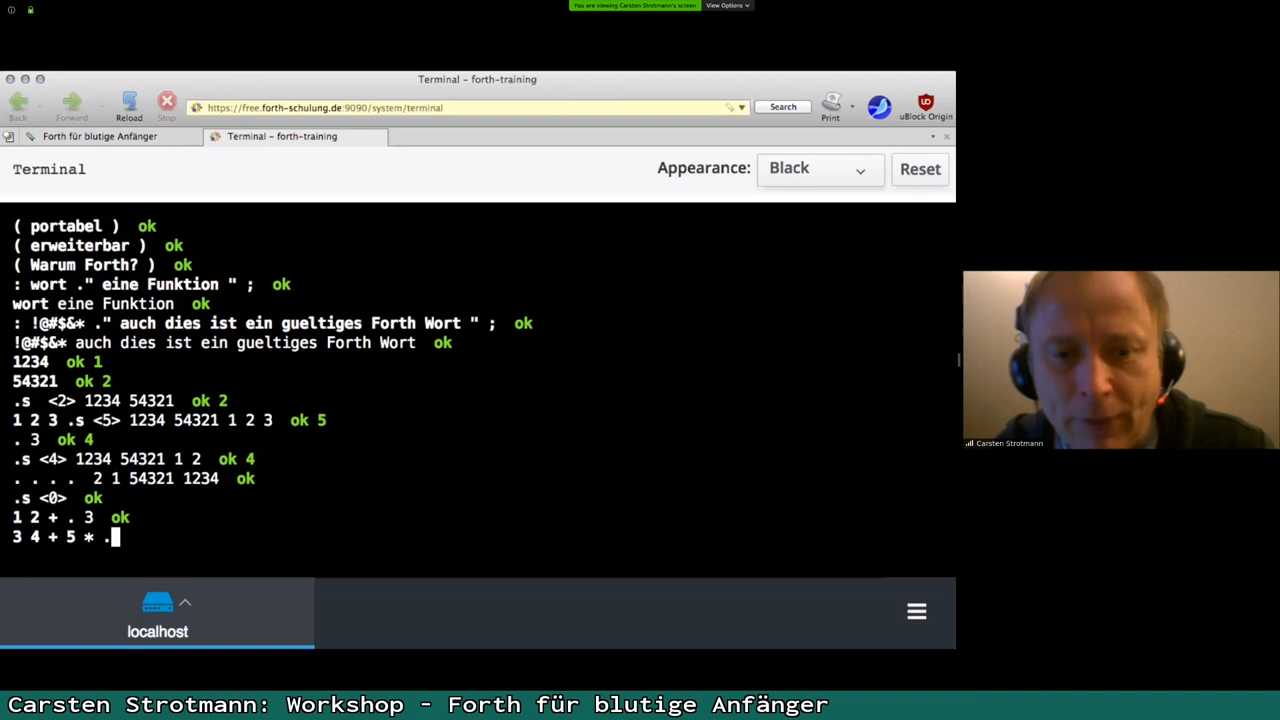 You are viewing Carsten Strotmann's screen View Options
Terminal - forth-training
Back Forward Reload Stop https://free.forth-schulung.de:9090/system/terminal Search Print uBlock Origin
Forth für blutige Anfänger Terminal - forth-training
Terminal Appearance: Black Reset
( portabel ) ok
( erweiterbar ) ok
( Warum Forth? ) ok
: wort ." eine Funktion " ; ok
wort eine Funktion ok
: !@#$&* ." auch dies ist ein gueltiges Forth Wort " ; ok
!@#$&* auch dies ist ein gueltiges Forth Wort ok
1234 ok 1
54321 ok 2
.s <2> 1234 54321 ok 2
1 2 3 .s <5> 1234 54321 1 2 3 ok 5
. 3 ok 4
.s <4> 1234 54321 1 2 ok 4
. . . . 2 1 54321 1234 ok
.s <0> ok
1 2 + . 3 ok
3 4 + 5 * .
Carsten Strotmann
localhost
Carsten Strotmann: Workshop - Forth für blutige Anfänger